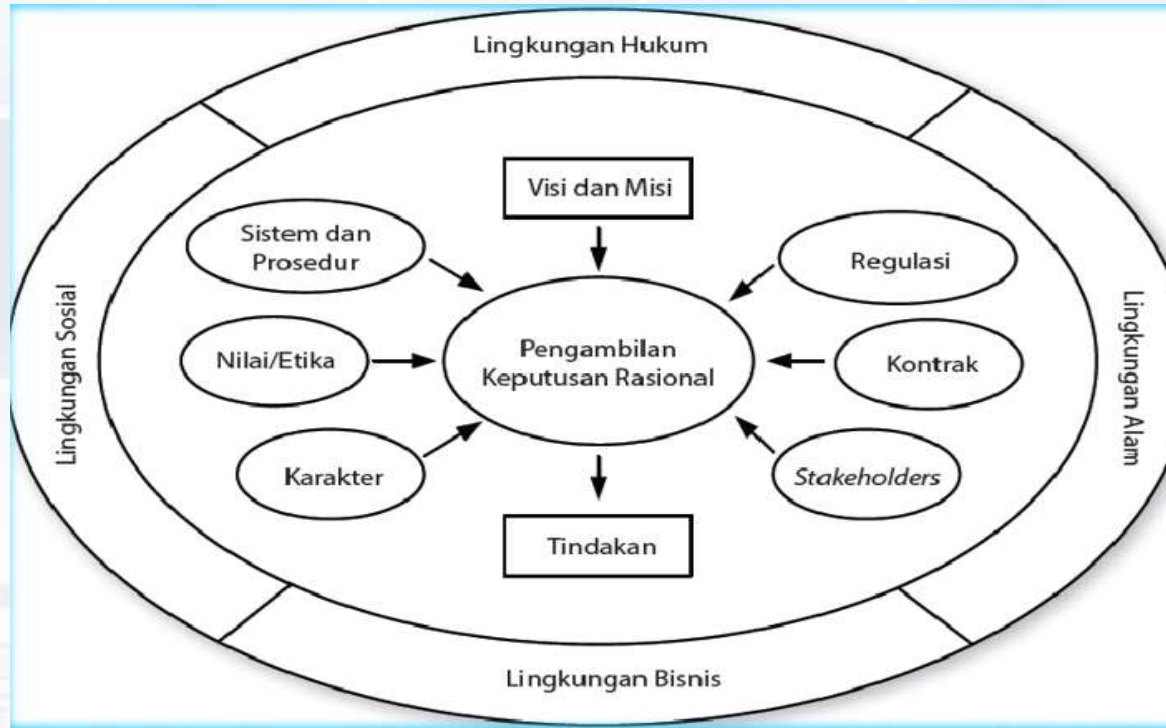 Lingkungan Hukum
Visi dan Misi
Sistem dan
Prosedur
Regulasi
Lingkungan Sosial
Nilai/Etika
Pengambilan
Keputusan Rasional
Kontrak
Lingkungan Alam
Karakter
Stakeholders
Tindakan
Lingkungan Bisnis